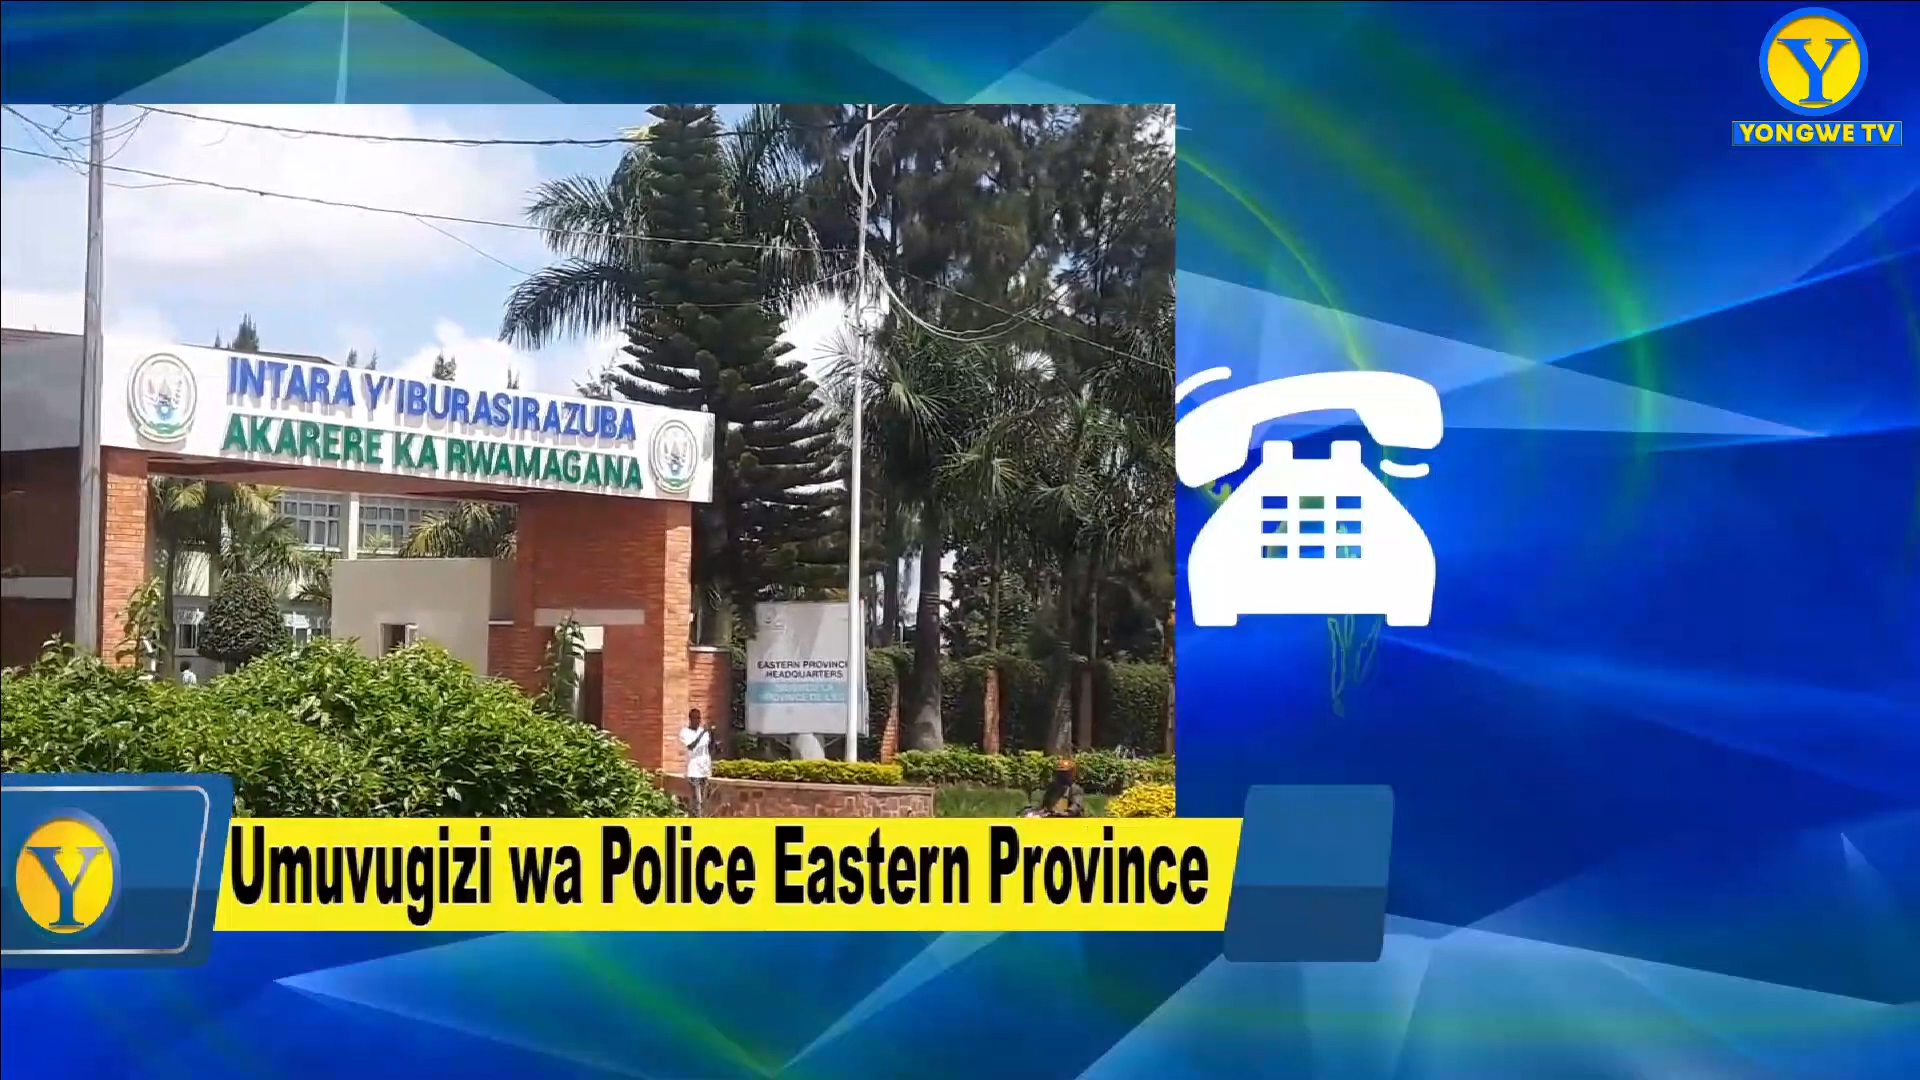 Y
YONGWE TV
INTARA Y'IBURASIRAZUBA
AKARERE KA RWAMAGANA
EASTERN PROVINCE
HEADQUARTERS
Y
Umuvugizi wa Police Eastern Province